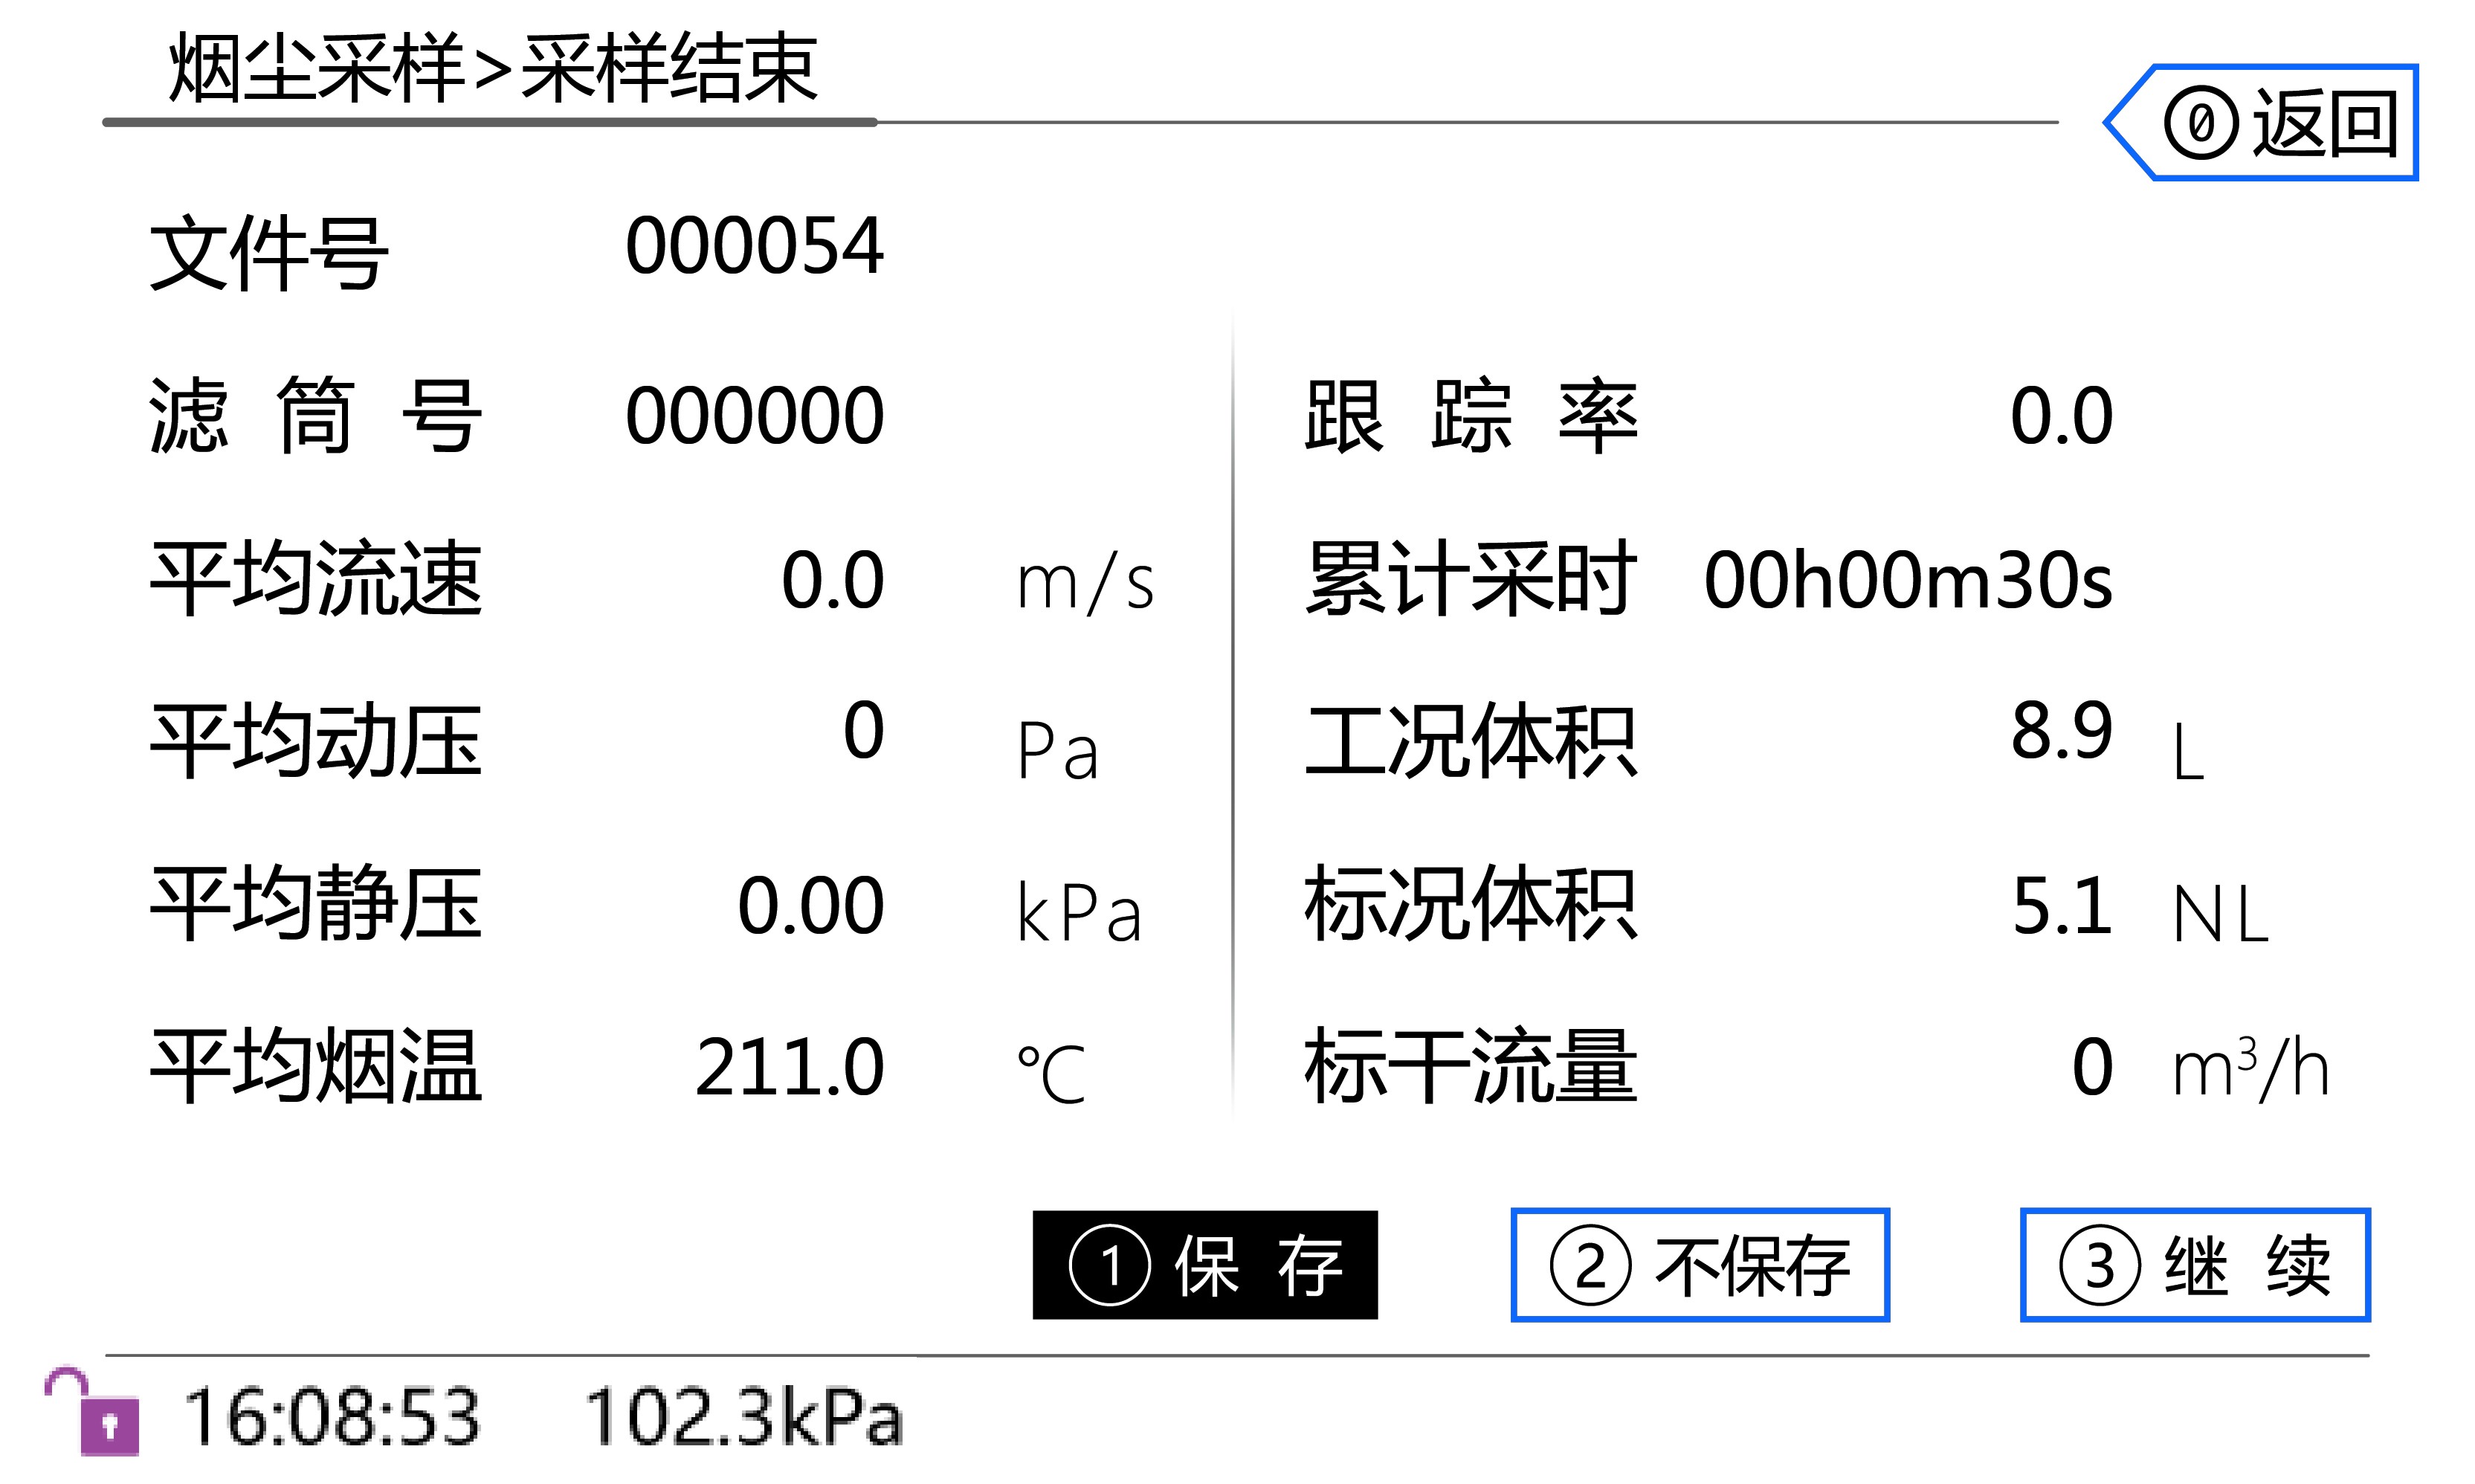 烟尘采样>采样结束
⓪返回
文件号 000054
滤筒号 000000 跟踪率 0.0
平均流速 0.0 m/s 累计采时 00h00m30s
平均动压 0 Pa 工况体积 8.9 L
平均静压 0.00 kPa 标况体积 5.1 NL
平均烟温 211.0 ℃ 标干流量 0 m³/h
①保存 ②不保存 ③继续
16:08:53 102.3kPa